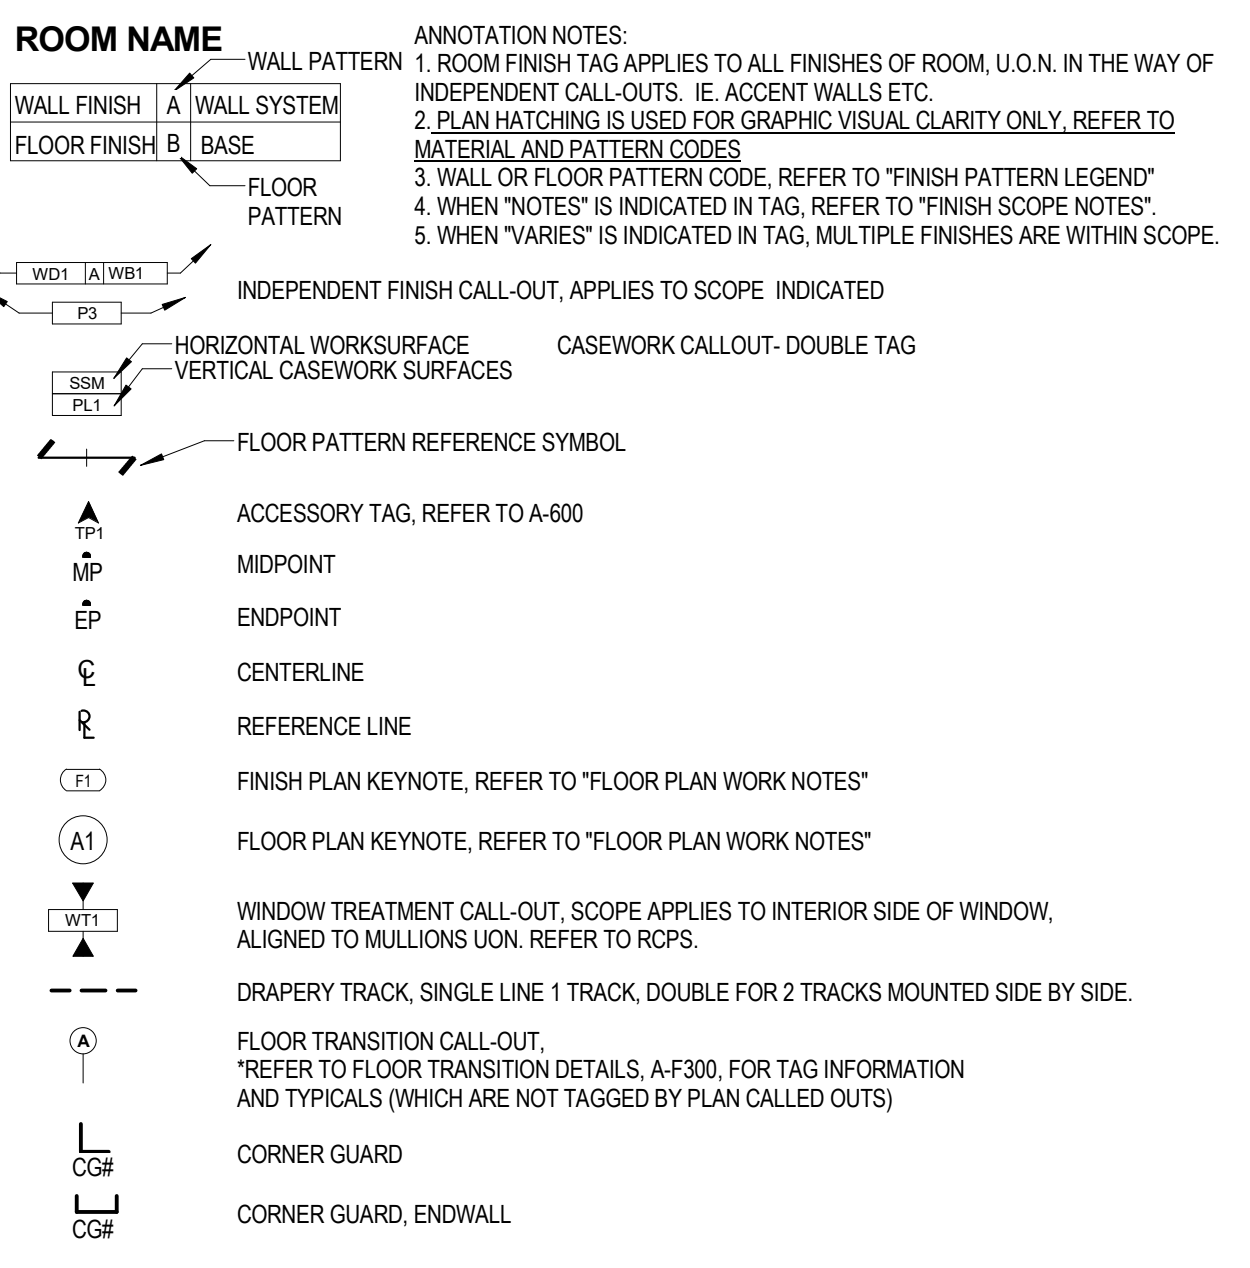 ROOM NAME
WALL PATTERN
WALL FINISH A WALL SYSTEM
FLOOR FINISH B BASE
FLOOR
PATTERN
ANNOTATION NOTES:
1. ROOM FINISH TAG APPLIES TO ALL FINISHES OF ROOM, U.O.N. IN THE WAY OF
INDEPENDENT CALL-OUTS. IE. ACCENT WALLS ETC.
2. PLAN HATCHING IS USED FOR GRAPHIC VISUAL CLARITY ONLY, REFER TO
MATERIAL AND PATTERN CODES
3. WALL OR FLOOR PATTERN CODE, REFER TO "FINISH PATTERN LEGEND"
4. WHEN "NOTES" IS INDICATED IN TAG, REFER TO "FINISH SCOPE NOTES".
5. WHEN "VARIES" IS INDICATED IN TAG, MULTIPLE FINISHES ARE WITHIN SCOPE.
WD1 A WB1
P3
INDEPENDENT FINISH CALL-OUT, APPLIES TO SCOPE INDICATED
HORIZONTAL WORKSURFACE CASEWORK CALLOUT- DOUBLE TAG
VERTICAL CASEWORK SURFACES
SSM
PL1
FLOOR PATTERN REFERENCE SYMBOL
TP1 ACCESSORY TAG, REFER TO A-600
MP MIDPOINT
EP ENDPOINT
CL CENTERLINE
RL REFERENCE LINE
F1 FINISH PLAN KEYNOTE, REFER TO "FLOOR PLAN WORK NOTES"
A1 FLOOR PLAN KEYNOTE, REFER TO "FLOOR PLAN WORK NOTES"
WT1 WINDOW TREATMENT CALL-OUT, SCOPE APPLIES TO INTERIOR SIDE OF WINDOW,
ALIGNED TO MULLIONS UON. REFER TO RCPS.
DRAPERY TRACK, SINGLE LINE 1 TRACK, DOUBLE FOR 2 TRACKS MOUNTED SIDE BY SIDE.
A FLOOR TRANSITION CALL-OUT,
*REFER TO FLOOR TRANSITION DETAILS, A-F300, FOR TAG INFORMATION
AND TYPICALS (WHICH ARE NOT TAGGED BY PLAN CALLED OUTS)
CG# CORNER GUARD
CG# CORNER GUARD, ENDWALL